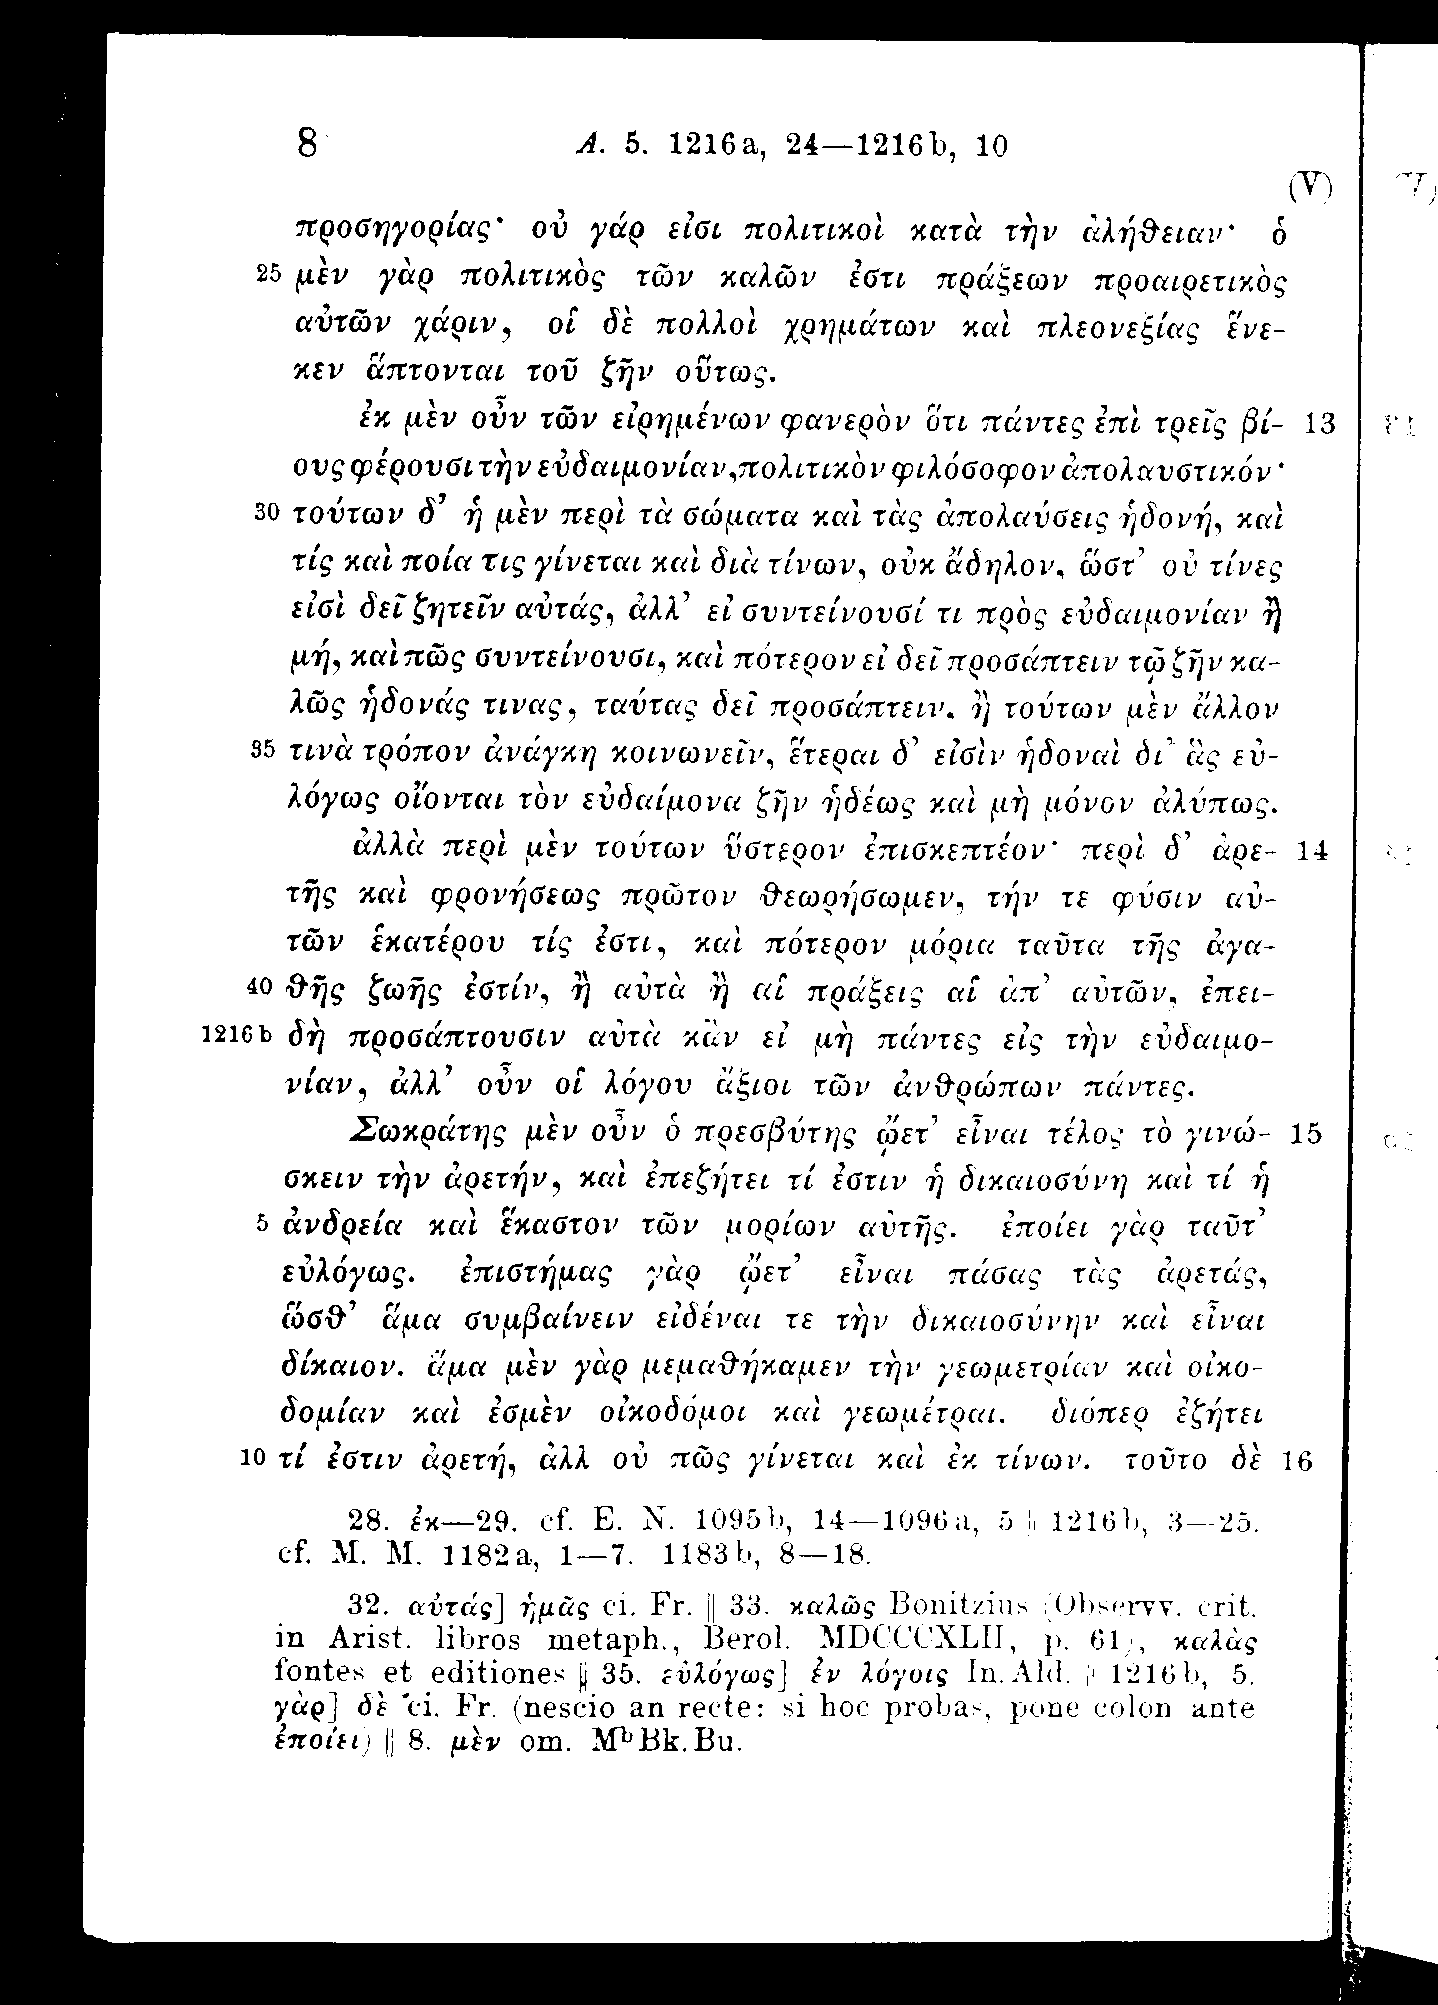 8 A. 5. 1216a, 24—1216b, 10
(V)
προσηγορίας· οὐ γάρ εἰσι πολιτικοὶ κατὰ τὴν ἀλήθειαν· ὁ
25 μὲν γὰρ πολιτικὸς τῶν καλῶν ἐστι πράξεων προαιρετικὸς
αὐτῶν χάριν, οἱ δὲ πολλοὶ χρημάτων καὶ πλεονεξίας ἕνε-
κεν ἅπτονται τοῦ ζῆν οὕτως.
ἐκ μὲν οὖν τῶν εἰρημένων φανερὸν ὅτι πάντες ἐπὶ τρεῖς βί- 13
ους φέρουσι τὴν εὐδαιμονίαν, πολιτικὸν φιλόσοφον ἀπολαυστικόν·
30 τούτων δ’ ἡ μὲν περὶ τὰ σώματα καὶ τὰς ἀπολαύσεις ἡδονή, καὶ
τίς καὶ ποία τις γίνεται καὶ διὰ τίνων, οὐκ ἄδηλον, ὥστ’ οὐ τίνες
εἰσὶ δεῖ ζητεῖν αὐτάς, ἀλλ’ εἰ συντείνουσί τι πρὸς εὐδαιμονίαν ἢ
μή, καὶ πῶς συντείνουσι, καὶ πότερον εἰ δεῖ προσάπτειν τῷ ζῆν κα-
λῶς ἡδονάς τινας, ταύτας δεῖ προσάπτειν, ἢ τούτων μὲν ἄλλον
35 τινὰ τρόπον ἀνάγκη κοινωνεῖν, ἕτεραι δ’ εἰσὶν ἡδοναὶ δι’ ἃς εὐ-
λόγως οἴονται τὸν εὐδαίμονα ζῆν ἡδέως καὶ μὴ μόνον ἀλύπως.
ἀλλὰ περὶ μὲν τούτων ὕστερον ἐπισκεπτέον· περὶ δ’ ἀρε- 14
τῆς καὶ φρονήσεως πρῶτον θεωρήσωμεν, τήν τε φύσιν αὐ-
τῶν ἑκατέρου τίς ἐστι, καὶ πότερον μόρια ταῦτα τῆς ἀγα-
40 θῆς ζωῆς ἐστίν, ἢ αὐτὰ ἢ αἱ πράξεις αἱ ἀπ’ αὐτῶν, ἐπει-
1216b δὴ προσάπτουσιν αὐτὰ κἂν εἰ μὴ πάντες εἰς τὴν εὐδαιμο-
νίαν, ἀλλ’ οὖν οἱ λόγου ἄξιοι τῶν ἀνθρώπων πάντες.
Σωκράτης μὲν οὖν ὁ πρεσβύτης ᾤετ’ εἶναι τέλος τὸ γινώ- 15
σκειν τὴν ἀρετήν, καὶ ἐπεζήτει τί ἐστιν ἡ δικαιοσύνη καὶ τί ἡ
5 ἀνδρεία καὶ ἕκαστον τῶν μορίων αὐτῆς. ἐποίει γὰρ ταῦτ’
εὐλόγως. ἐπιστήμας γὰρ ᾤετ’ εἶναι πάσας τὰς ἀρετάς,
ὥσθ’ ἅμα συμβαίνειν εἰδέναι τε τὴν δικαιοσύνην καὶ εἶναι
δίκαιον. ἅμα μὲν γὰρ μεμαθήκαμεν τὴν γεωμετρίαν καὶ οἰκο-
δομίαν καὶ ἐσμὲν οἰκοδόμοι καὶ γεωμέτραι. διόπερ ἐζήτει
10 τί ἐστιν ἀρετή, ἀλλ οὐ πῶς γίνεται καὶ ἐκ τίνων. τοῦτο δὲ 16
28. ἐκ—29. cf. E. N. 1095b, 14—1096a, 5 || 1216b, 3—25.
cf. M. M. 1182a, 1—7. 1183b, 8—18.
32. αὐτάς] ἡμᾶς ci. Fr. || 33. καλῶς Bonitzius (Observv. crit.
in Arist. libros metaph., Berol. MDCCCXLII, p. 61), καλὰς
fontes et editiones || 35. εὐλόγως] ἐν λόγοις In. Ald. || 1216b, 5.
γὰρ] δὲ ci. Fr. (nescio an recte: si hoc probas, pone colon ante
ἐποίει) || 8. μὲν om. Mᵇ Bk. Bu.